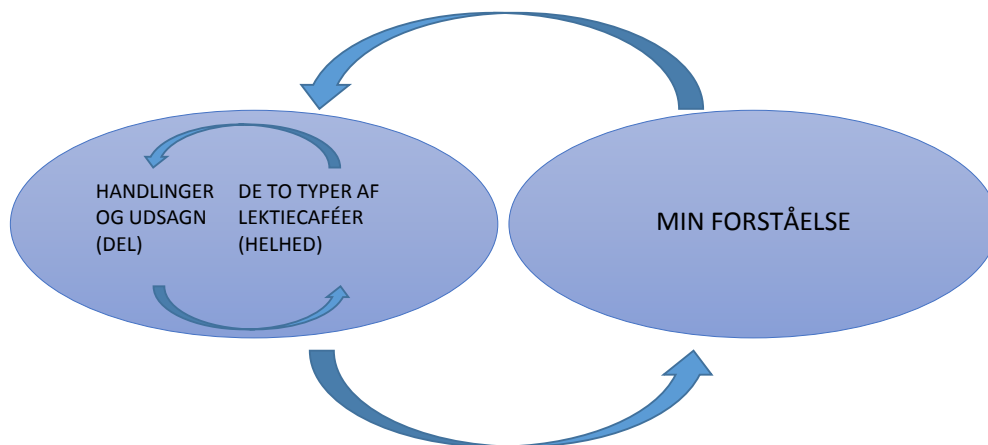 HANDLINGER
OG UDSAGN
(DEL)
DE TO TYPER AF
LEKTIECAFÉER
(HELHED)
MIN FORSTÅELSE